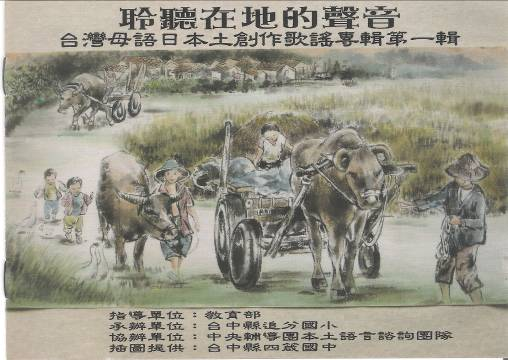 聆聽在地的聲音
台灣母語日本土創作歌謠專輯第一輯
指導單位：教育部
承辦單位：台中縣追分國小
協辦單位：中央輔導團本土語言諮詢團隊
插圖提供：台中縣四箴國中